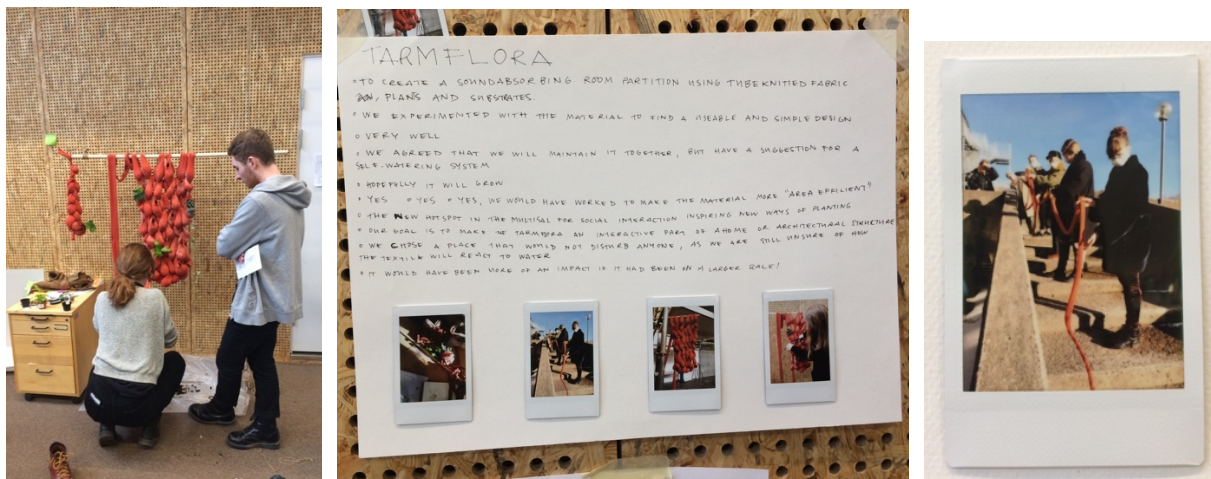 TARMFLORA
• TO CREATE A SOUNDABSORBING ROOM PARTITION USING TUBEKNITTED FABRIC
, PLANTS AND SUBSTRATES.
• WE EXPERIMENTED WITH THE MATERIAL TO FIND A USEABLE AND SIMPLE DESIGN
• VERY WELL
• WE AGREED THAT WE WILL MAINTAIN IT TOGETHER, BUT HAVE A SUGGESTION FOR A
SELF-WATERING SYSTEM
• HOPEFULLY IT WILL GROW
• YES • YES • YES, WE WOULD HAVE WORKED TO MAKE THE MATERIAL MORE "AREA EFFICIENT"
• THE NEW HOTSPOT IN THE MULTISAL FOR SOCIAL INTERACTION INSPIRING NEW WAYS OF PLANTING
• OUR GOAL IS TO MAKE TARMFLORA AN INTERACTIVE PART OF A HOME OR ARCHITECTURAL STRUCTURE
• WE CHOSE A PLACE THAT WOULD NOT DISTURB ANYONE, AS WE ARE STILL UNSURE OF HOW
THE TEXTILE WILL REACT TO WATER
• IT WOULD HAVE BEEN MORE OF AN IMPACT IF IT HAD BEEN ON A LARGER SCALE!